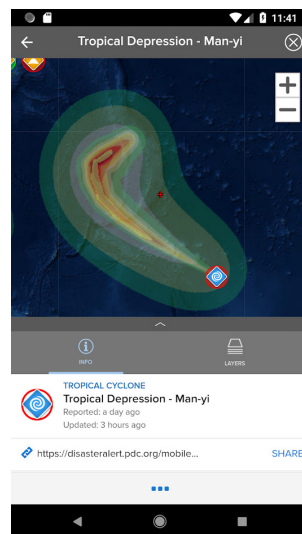 11:41
Tropical Depression - Man-yi
+
−
INFO
LAYERS
TROPICAL CYCLONE
Tropical Depression - Man-yi
Reported: a day ago
Updated: 3 hours ago
https://disasteralert.pdc.org/mobile...
SHARE